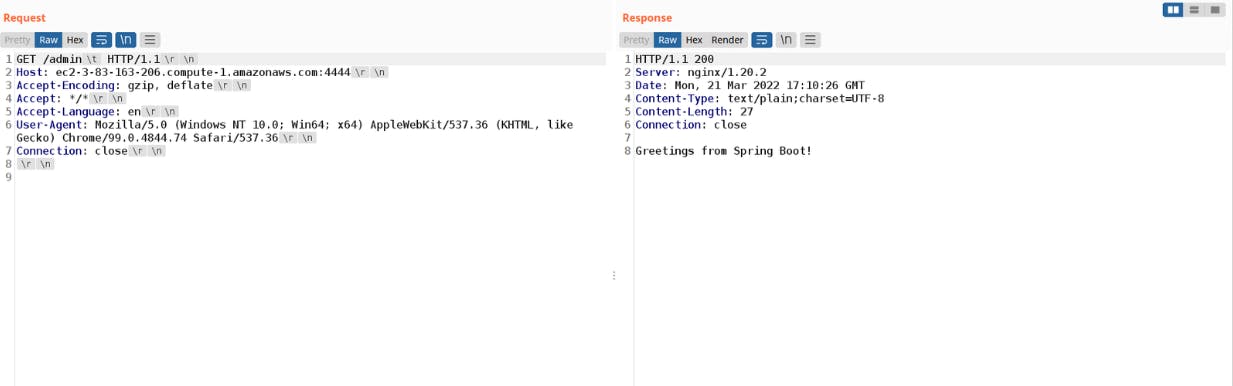 Request
Pretty Raw Hex \n
1 GET /admin\t HTTP/1.1\r \n
2 Host: ec2-3-83-163-206.compute-1.amazonaws.com:4444\r \n
3 Accept-Encoding: gzip, deflate\r \n
4 Accept: */*\r \n
5 Accept-Language: en\r \n
6 User-Agent: Mozilla/5.0 (Windows NT 10.0; Win64; x64) AppleWebKit/537.36 (KHTML, like
Gecko) Chrome/99.0.4844.74 Safari/537.36\r \n
7 Connection: close\r \n
8 \r \n
9
Response
Pretty Raw Hex Render \n
1 HTTP/1.1 200
2 Server: nginx/1.20.2
3 Date: Mon, 21 Mar 2022 17:10:26 GMT
4 Content-Type: text/plain;charset=UTF-8
5 Content-Length: 27
6 Connection: close
7
8 Greetings from Spring Boot!